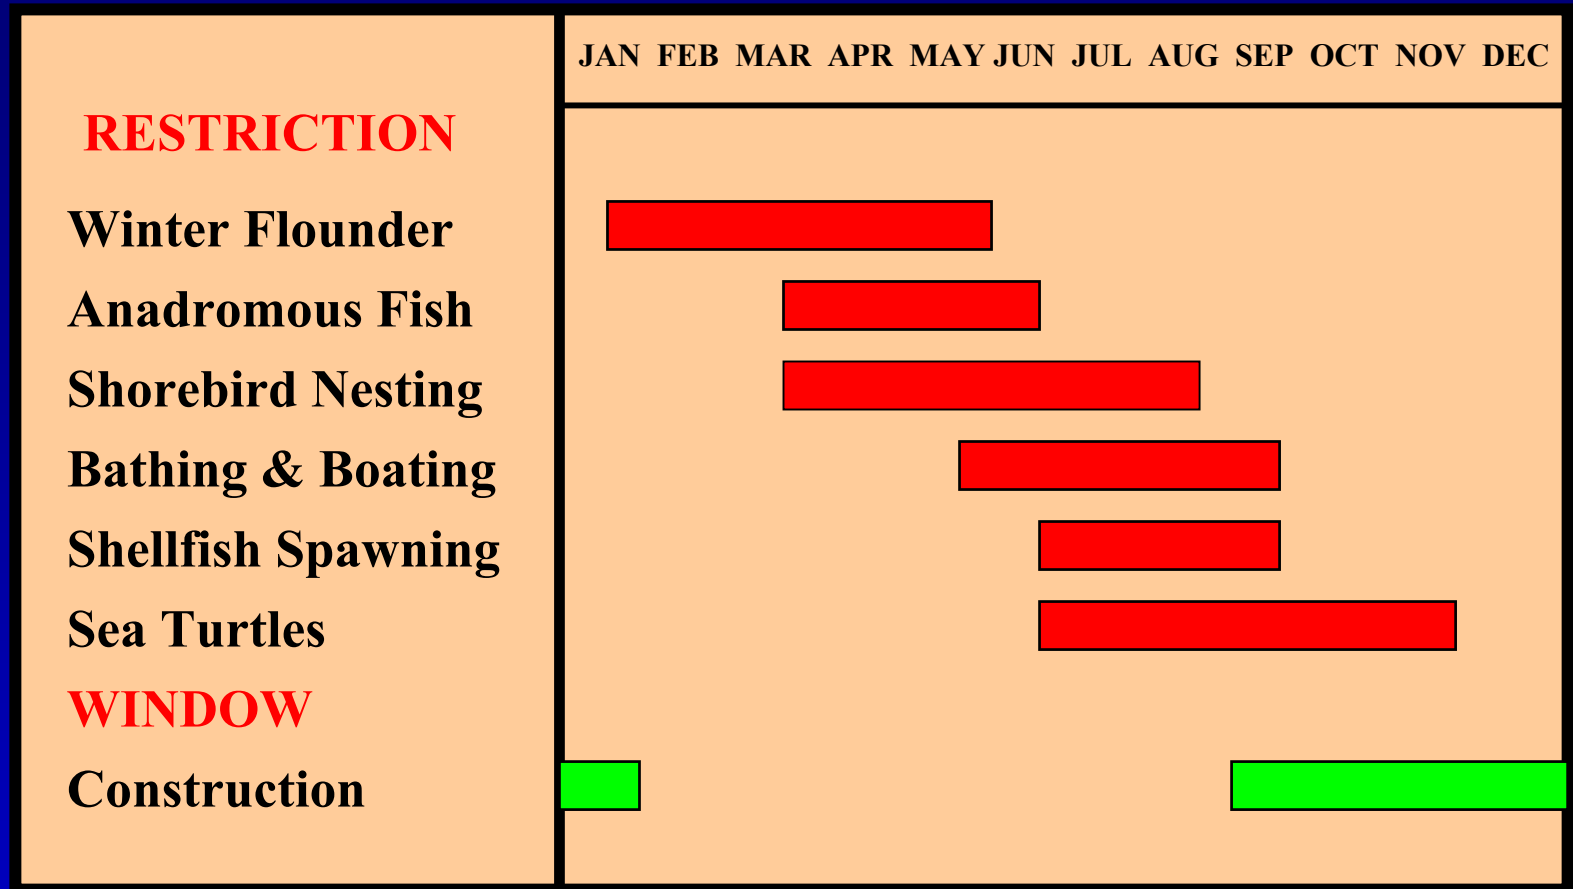 JAN FEB MAR APR MAY JUN JUL AUG SEP OCT NOV DEC
RESTRICTION
Winter Flounder
Anadromous Fish
Shorebird Nesting
Bathing & Boating
Shellfish Spawning
Sea Turtles
WINDOW
Construction